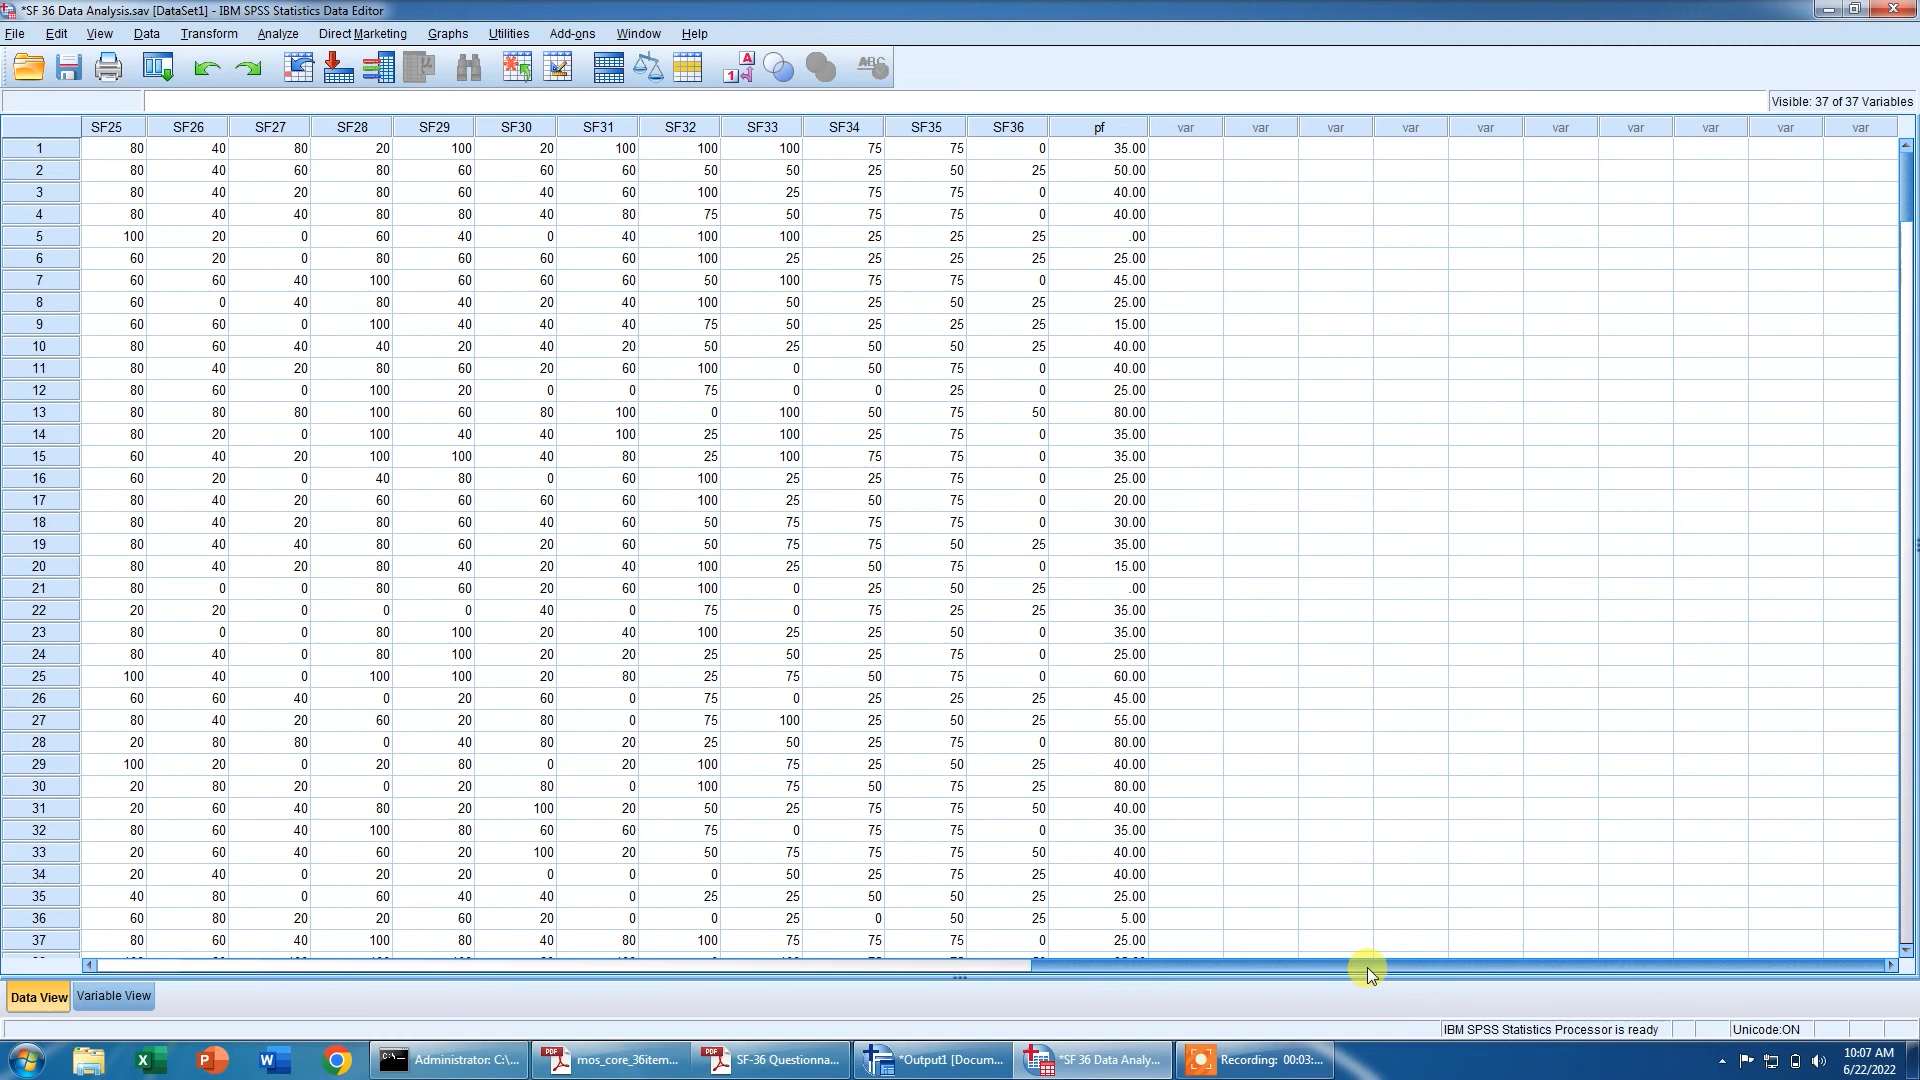 *SF 36 Data Analysis.sav [DataSet1] - IBM SPSS Statistics Data Editor
File Edit View Data Transform Analyze Direct Marketing Graphs Utilities Add-ons Window Help
Visible: 37 of 37 Variables
SF25 SF26 SF27 SF28 SF29 SF30 SF31 SF32 SF33 SF34 SF35 SF36 pf var var var var var var var var var var
1 80 40 80 20 100 20 100 100 100 75 75 0 35.00
2 80 40 60 80 60 60 60 50 50 25 50 25 50.00
3 80 40 20 80 60 40 60 100 25 75 75 0 40.00
4 80 40 40 80 80 40 80 75 50 75 75 0 40.00
5 100 20 0 60 40 0 40 100 100 25 25 25 .00
6 60 20 0 80 60 60 60 100 25 25 25 25 25.00
7 60 60 40 100 60 60 60 50 100 75 75 0 45.00
8 60 0 40 80 40 20 40 100 50 25 50 25 25.00
9 60 60 0 100 40 40 40 75 50 25 25 25 15.00
10 80 60 40 40 20 40 20 50 25 50 50 25 40.00
11 80 40 20 80 60 20 60 100 0 50 75 0 40.00
12 80 60 0 100 20 0 0 75 0 0 25 0 25.00
13 80 80 80 100 60 80 100 0 100 50 75 50 80.00
14 80 20 0 100 40 40 100 25 100 25 75 0 35.00
15 60 40 20 100 100 40 80 25 100 75 75 0 35.00
16 60 20 0 40 80 0 60 100 25 25 75 0 25.00
17 80 40 20 60 60 60 60 100 25 50 75 0 20.00
18 80 40 20 80 60 40 60 50 75 75 75 0 30.00
19 80 40 40 80 60 20 60 50 75 75 50 25 35.00
20 80 40 20 80 40 20 40 100 25 50 75 0 15.00
21 80 0 0 80 60 20 60 100 0 25 50 25 .00
22 20 20 0 0 0 40 0 75 0 75 25 25 35.00
23 80 0 0 80 100 20 40 100 25 25 50 0 35.00
24 80 40 0 80 100 20 20 25 50 25 75 0 25.00
25 100 40 0 100 100 20 80 25 75 50 75 0 60.00
26 60 60 40 0 20 60 0 75 0 25 25 25 45.00
27 80 40 20 60 20 80 0 75 100 25 50 25 55.00
28 20 80 80 0 40 80 20 25 50 25 75 0 80.00
29 100 20 0 20 80 0 20 100 75 25 50 25 40.00
30 20 80 20 0 20 80 0 100 75 50 75 25 80.00
31 20 60 40 80 20 100 20 50 25 75 75 50 40.00
32 80 60 40 100 80 60 60 75 0 75 75 0 35.00
33 20 60 40 60 20 100 20 50 75 75 75 50 40.00
34 20 40 0 20 20 0 0 0 50 25 75 25 40.00
35 40 80 0 60 40 40 0 25 25 50 50 25 25.00
36 60 80 20 20 60 20 0 0 25 0 50 25 5.00
37 80 60 40 100 80 40 80 100 75 75 75 0 25.00
Data View Variable View
IBM SPSS Statistics Processor is ready Unicode:ON
Administrator: C:\... mos_core_36item... SF-36 Questionna... *Output1 [Docum... *SF 36 Data Analy... Recording: 00:03:...
10:07 AM
6/22/2022